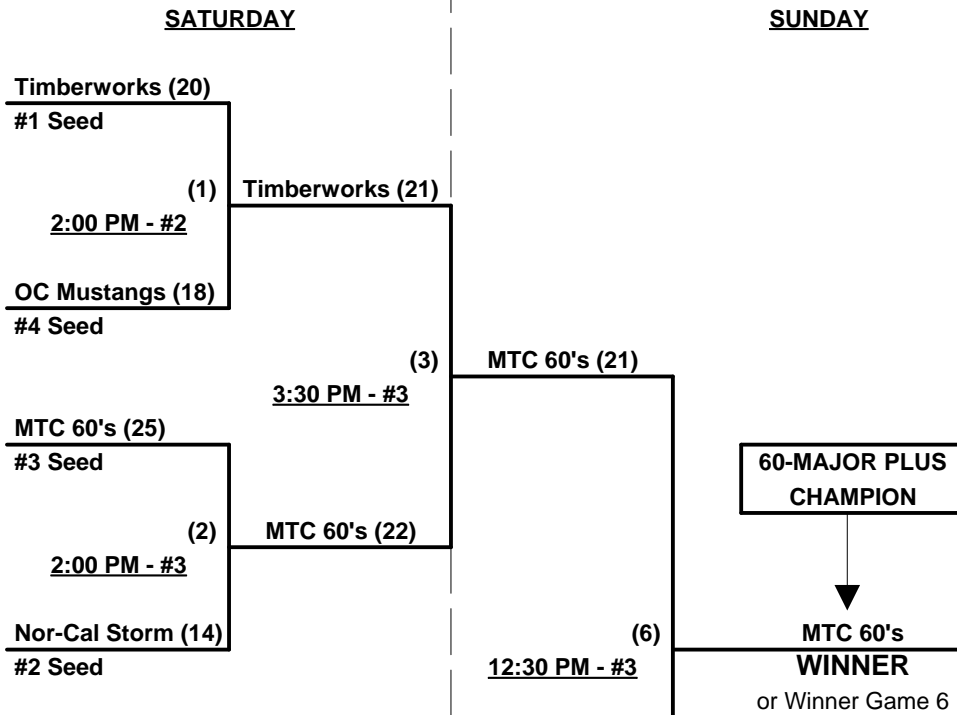 SATURDAY
SUNDAY
Timberworks (20)
#1 Seed
(1)
Timberworks (21)
2:00 PM - #2
OC Mustangs (18)
#4 Seed
(3)
MTC 60's (21)
3:30 PM - #3
MTC 60's (25)
#3 Seed
60-MAJOR PLUS
CHAMPION
(2)
MTC 60's (22)
2:00 PM - #3
Nor-Cal Storm (14)
#2 Seed
(6)
MTC 60's
12:30 PM - #3
WINNER
or Winner Game 6